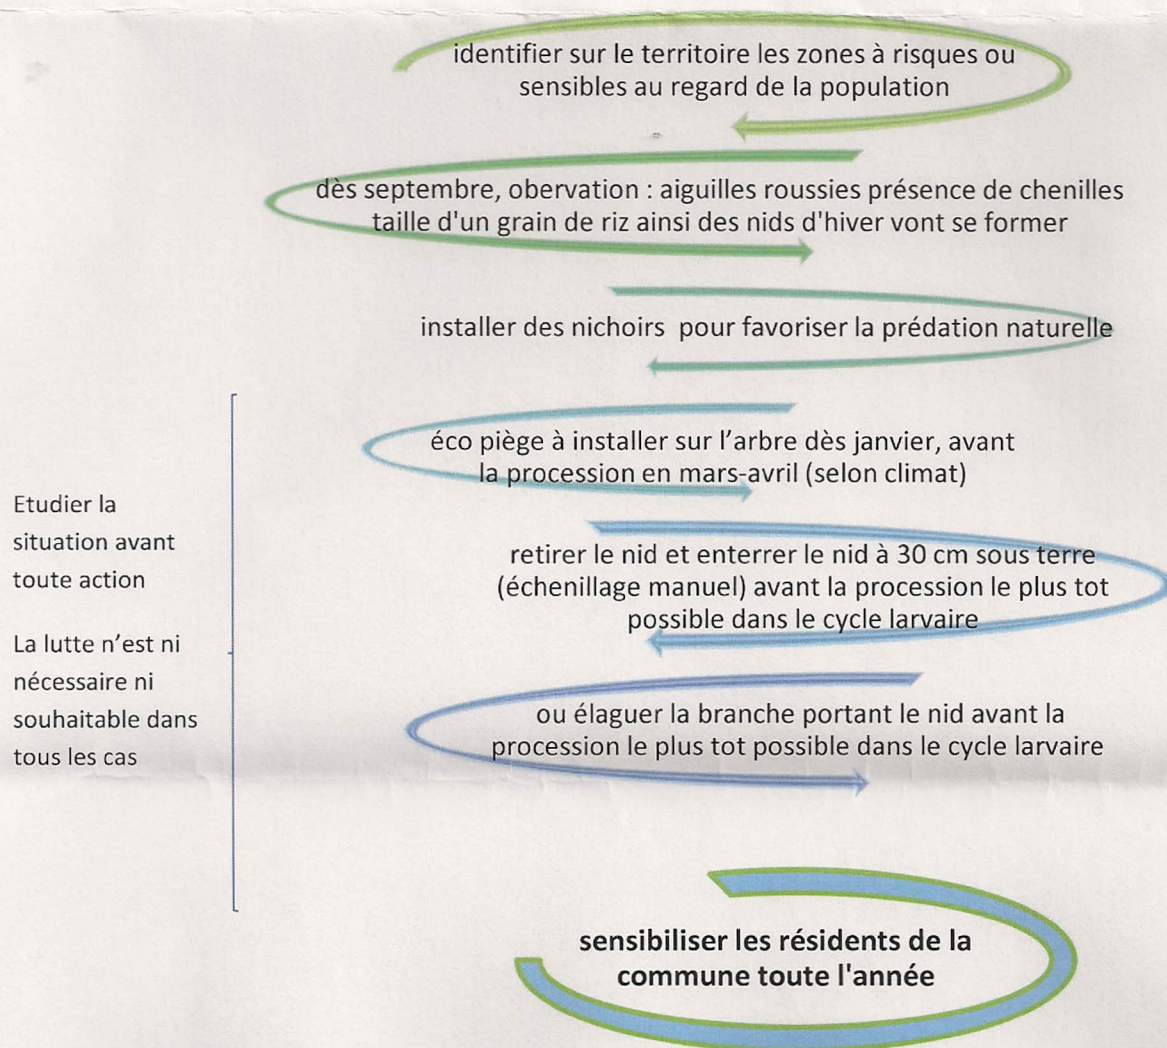 identifier sur le territoire les zones à risques ou
sensibles au regard de la population
dès septembre, obervation : aiguilles roussies présence de chenilles
taille d'un grain de riz ainsi des nids d'hiver vont se former
installer des nichoirs pour favoriser la prédation naturelle
éco piège à installer sur l'arbre dès janvier, avant
la procession en mars-avril (selon climat)
retirer le nid et enterrer le nid à 30 cm sous terre
(échenillage manuel) avant la procession le plus tot
possible dans le cycle larvaire
ou élaguer la branche portant le nid avant la
procession le plus tot possible dans le cycle larvaire
Etudier la
situation avant
toute action
La lutte n'est ni
nécessaire ni
souhaitable dans
tous les cas
sensibiliser les résidents de la
commune toute l'année